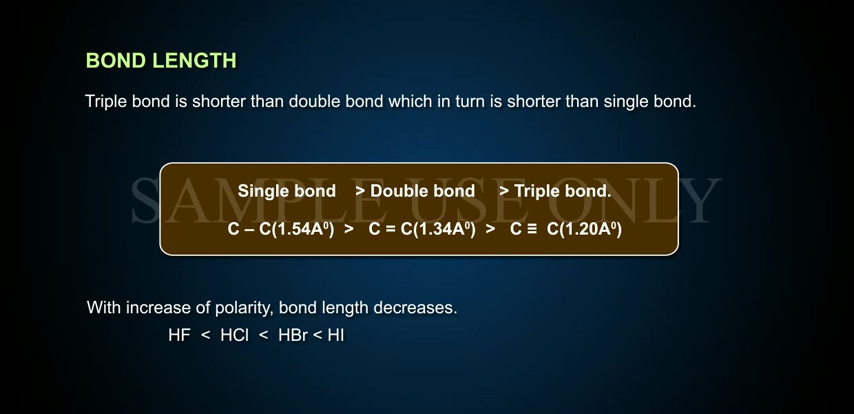 BOND LENGTH
Triple bond is shorter than double bond which in turn is shorter than single bond.
SAMPLE USE ONLY
Single bond > Double bond > Triple bond.
C – C(1.54A⁰) > C = C(1.34A⁰) > C ≡ C(1.20A⁰)
With increase of polarity, bond length decreases.
HF < HCl < HBr < HI